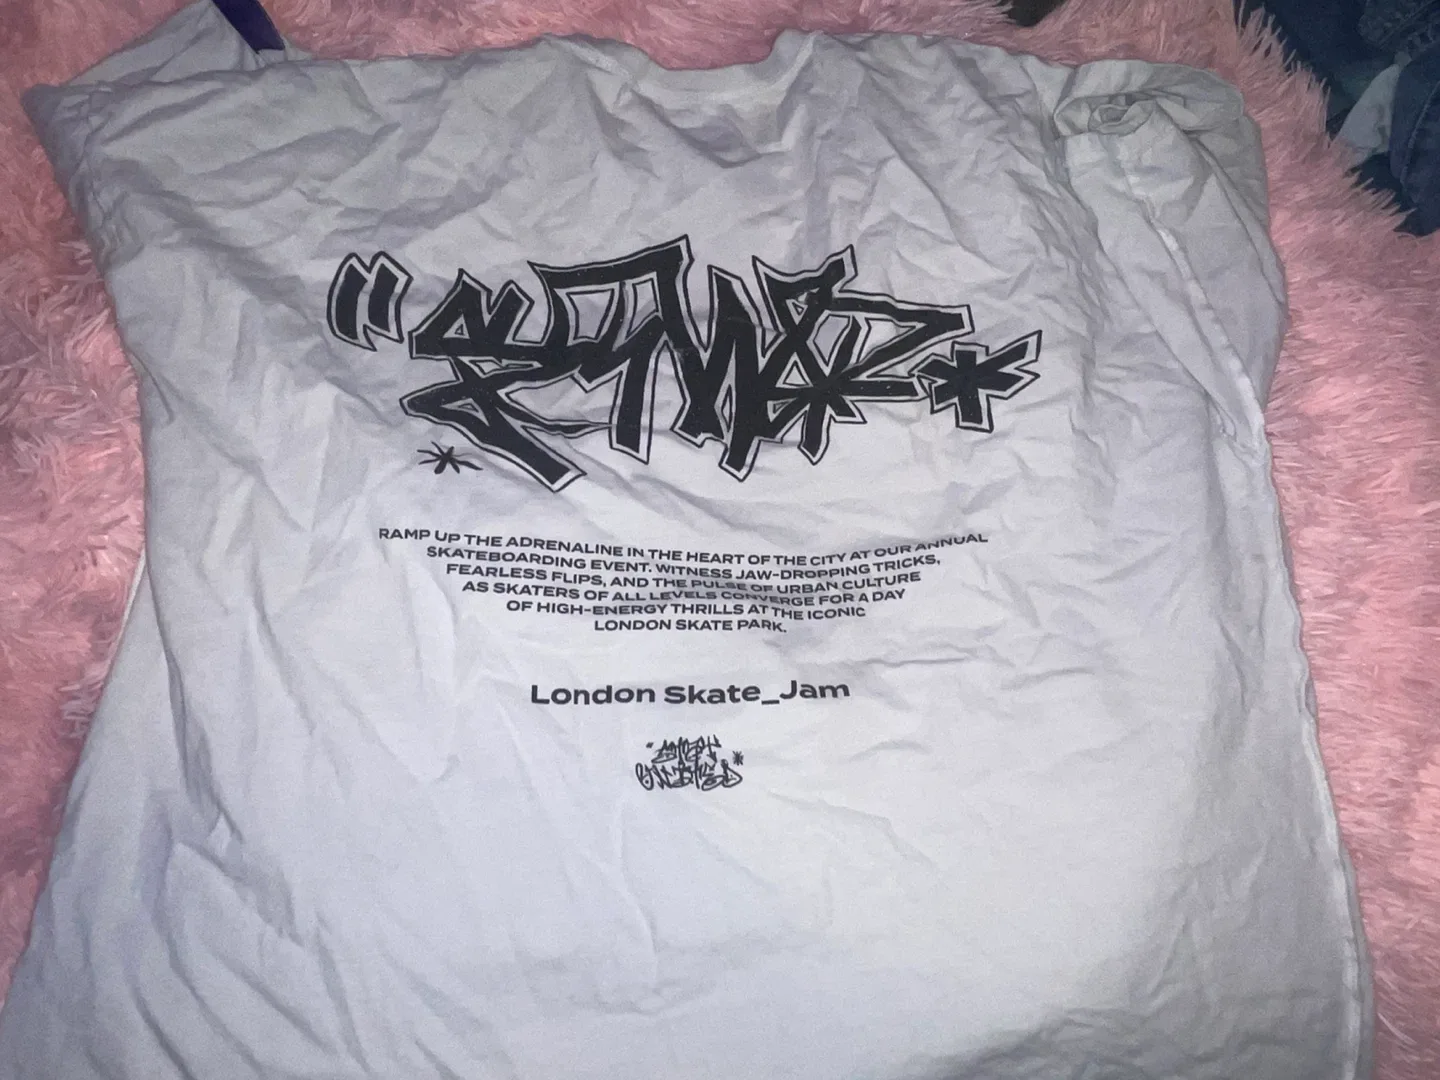 RAMP UP THE ADRENALINE IN THE HEART OF THE CITY AT OUR ANNUAL
SKATEBOARDING EVENT. WITNESS JAW-DROPPING TRICKS,
FEARLESS FLIPS, AND THE PULSE OF URBAN CULTURE
AS SKATERS OF ALL LEVELS CONVERGE FOR A DAY
OF HIGH-ENERGY THRILLS AT THE ICONIC
LONDON SKATE PARK.
London Skate_Jam